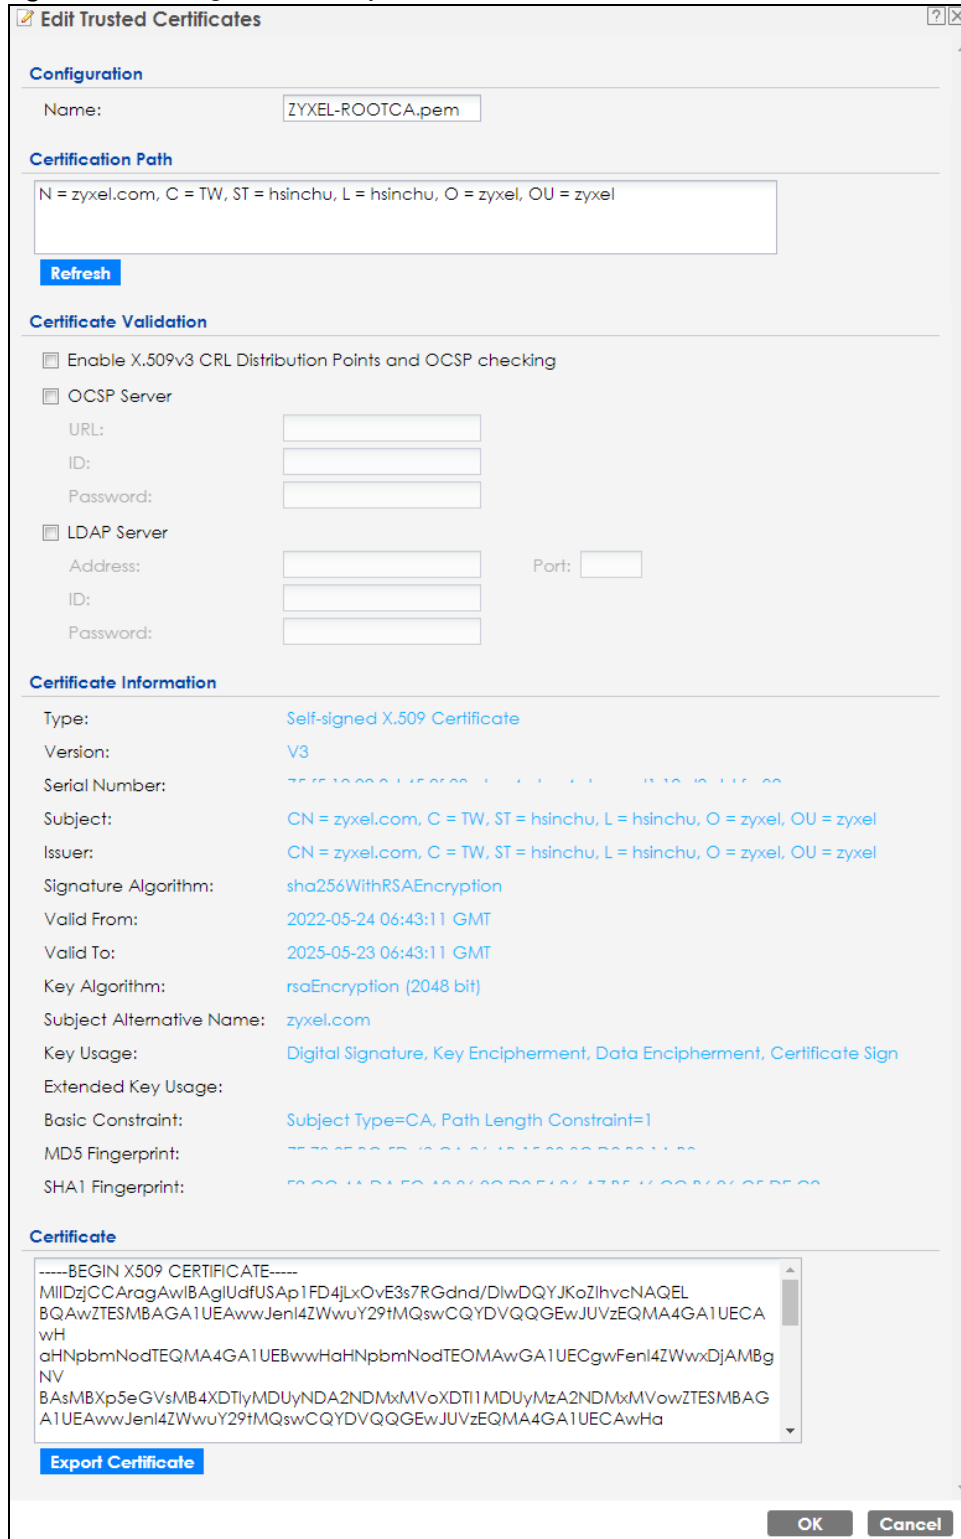 Edit Trusted Certificates
Configuration
Name: ZYXEL-ROOTCA.pem
Certification Path
N = zyxel.com, C = TW, ST = hsinchu, L = hsinchu, O = zyxel, OU = zyxel
Refresh
Certificate Validation
Enable X.509v3 CRL Distribution Points and OCSP checking
OCSP Server
URL:
ID:
Password:
LDAP Server
Address: Port:
ID:
Password:
Certificate Information
Type: Self-signed X.509 Certificate
Version: V3
Serial Number:
Subject: CN = zyxel.com, C = TW, ST = hsinchu, L = hsinchu, O = zyxel, OU = zyxel
Issuer: CN = zyxel.com, C = TW, ST = hsinchu, L = hsinchu, O = zyxel, OU = zyxel
Signature Algorithm: sha256WithRSAEncryption
Valid From: 2022-05-24 06:43:11 GMT
Valid To: 2025-05-23 06:43:11 GMT
Key Algorithm: rsaEncryption (2048 bit)
Subject Alternative Name: zyxel.com
Key Usage: Digital Signature, Key Encipherment, Data Encipherment, Certificate Sign
Extended Key Usage:
Basic Constraint: Subject Type=CA, Path Length Constraint=1
MD5 Fingerprint:
SHA1 Fingerprint:
Certificate
-----BEGIN X509 CERTIFICATE-----
MIIDzjCCAragAwIBAgIUdfUSAp1FD4jLxOvE3s7RGdnd/DIwDQYJKoZIhvcNAQEL
BQAwZTESMBAGA1UEAwwJenl4ZWwuY29tMQswCQYDVQQGEwJUVzEQMA4GA1UECA
wH
aHNpbmNodTEQMA4GA1UEBwwHaHNpbmNodTEOMAwGA1UECgwFenl4ZWwxDjAMBg
NV
BAsMBXp5eGVsMB4XDTIyMDUyNDA2NDMxMVoXDTI1MDUyMzA2NDMxMVowZTESMBAG
A1UEAwwJenl4ZWwuY29tMQswCQYDVQQGEwJUVzEQMA4GA1UECAwHa
Export Certificate
OK Cancel